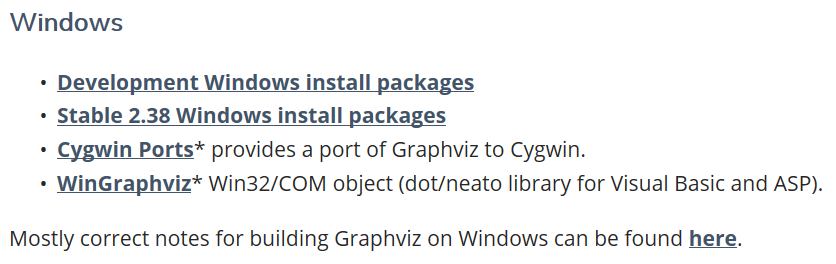 Windows
• Development Windows install packages
• Stable 2.38 Windows install packages
• Cygwin Ports* provides a port of Graphviz to Cygwin.
• WinGraphviz* Win32/COM object (dot/neato library for Visual Basic and ASP).
Mostly correct notes for building Graphviz on Windows can be found here.